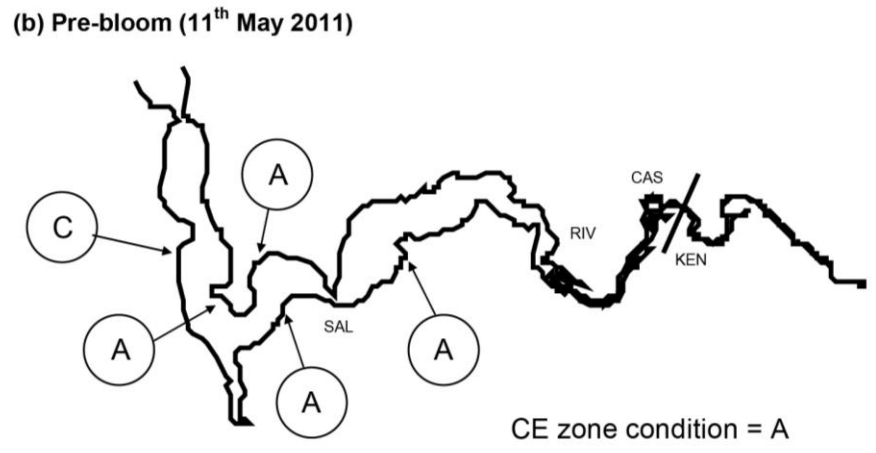 (b) Pre-bloom (11th May 2011)
CAS
A
C
RIV
KEN
SAL
A
A
A
CE zone condition = A